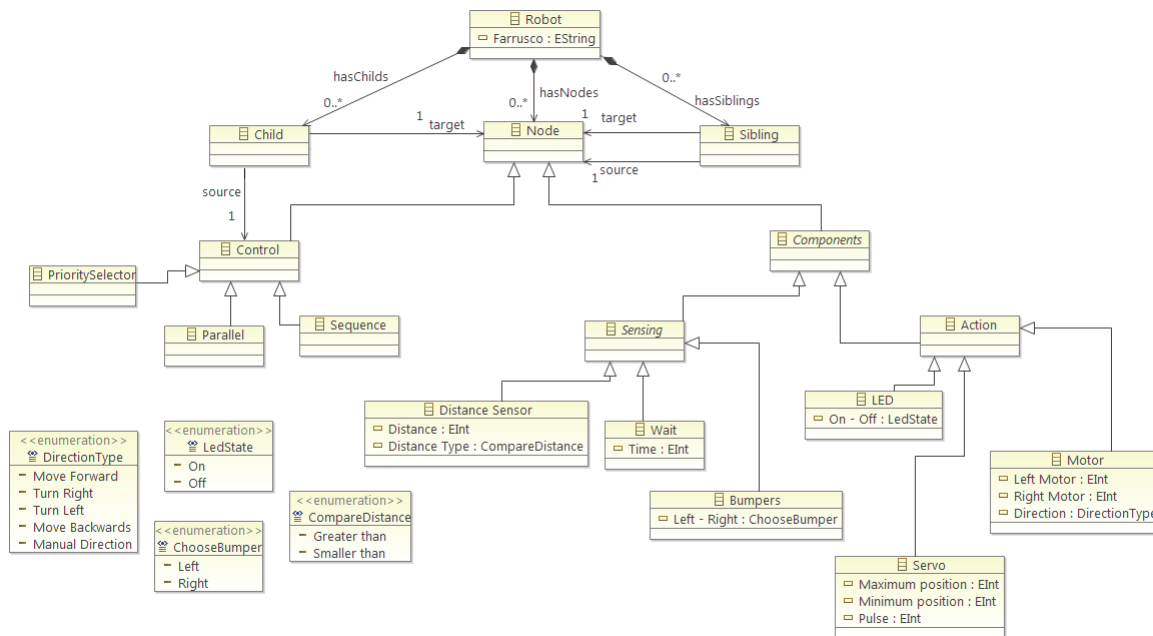 Robot
Farrusco : EString
hasChilds
0..*
0..*
hasNodes
0..*
hasSiblings
Child
1
target
Node
1
target
Sibling
source
1
source
1
Control
Components
PrioritySelector
Parallel
Sequence
Sensing
Action
Distance Sensor
Distance : EInt
Distance Type : CompareDistance
Wait
Time : EInt
LED
On - Off : LedState
Bumpers
Left - Right : ChooseBumper
Motor
Left Motor : EInt
Right Motor : EInt
Direction : DirectionType
Servo
Maximum position : EInt
Minimum position : EInt
Pulse : EInt
<<enumeration>>
DirectionType
Move Forward
Turn Right
Turn Left
Move Backwards
Manual Direction
<<enumeration>>
LedState
On
Off
<<enumeration>>
ChooseBumper
Left
Right
<<enumeration>>
CompareDistance
Greater than
Smaller than